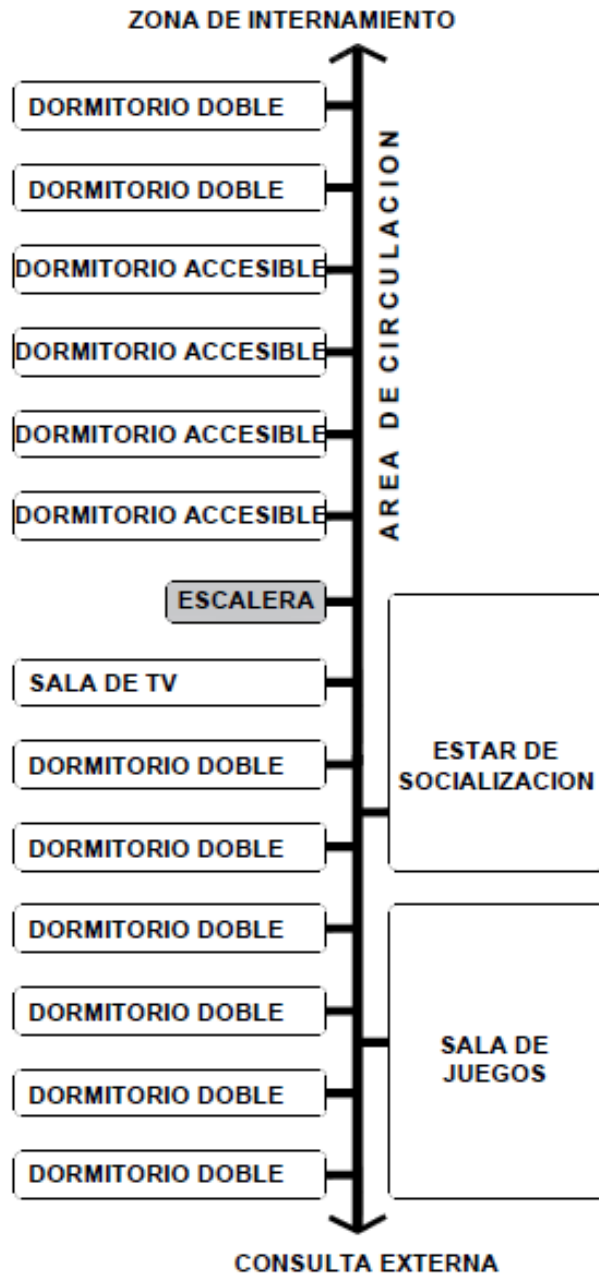 ZONA DE INTERNAMIENTO
DORMITORIO DOBLE
DORMITORIO DOBLE
DORMITORIO ACCESIBLE
DORMITORIO ACCESIBLE
DORMITORIO ACCESIBLE
DORMITORIO ACCESIBLE
AREA DE CIRCULACION
ESCALERA
SALA DE TV
DORMITORIO DOBLE
DORMITORIO DOBLE
DORMITORIO DOBLE
DORMITORIO DOBLE
DORMITORIO DOBLE
DORMITORIO DOBLE
ESTAR DE
SOCIALIZACION
SALA DE
JUEGOS
CONSULTA EXTERNA